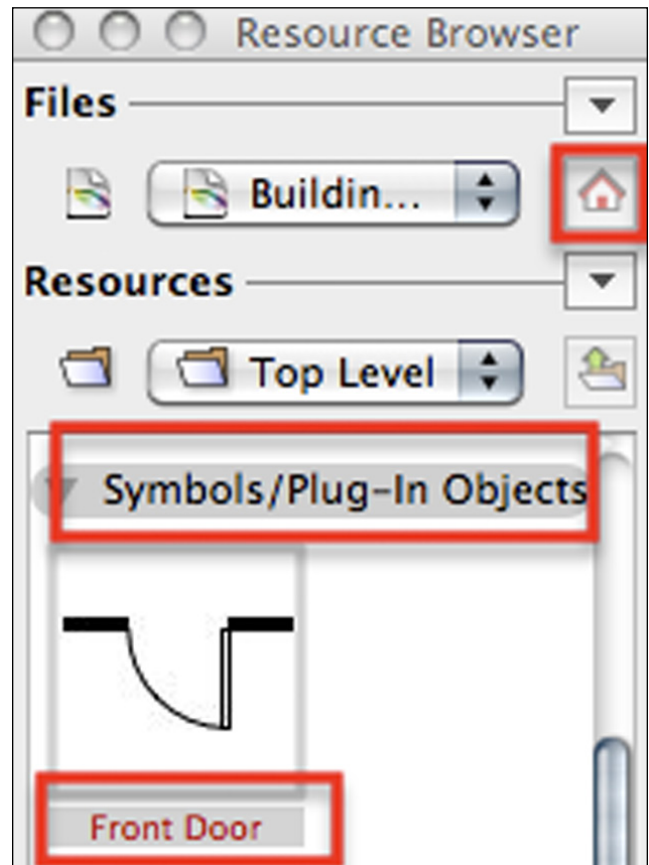 Resource Browser
Files
Buildin...
Resources
Top Level
Symbols/Plug-In Objects
Front Door